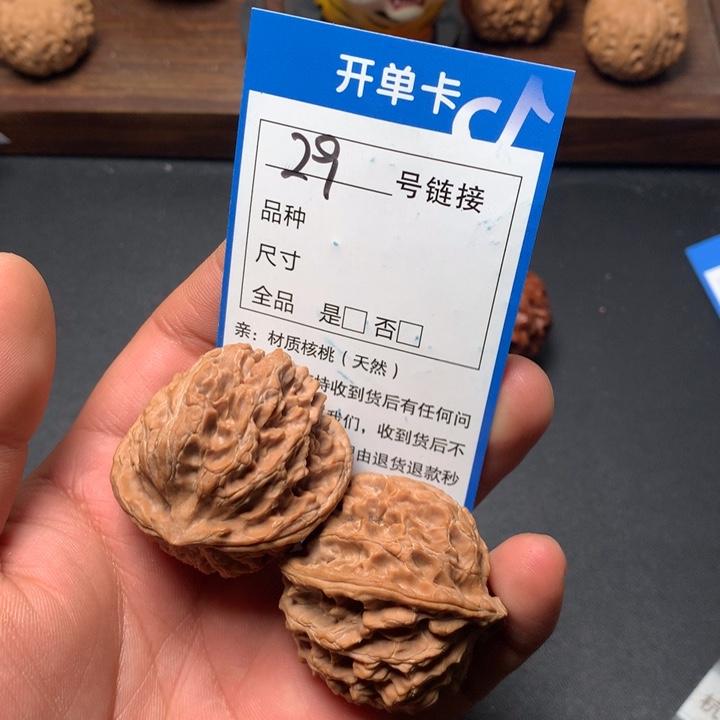 开单卡
29号链接
品种
尺寸
全品 是□ 否□
亲：材质核桃（天然）
持收到货后有任何问
我们，收到货后不
由退货退款秒